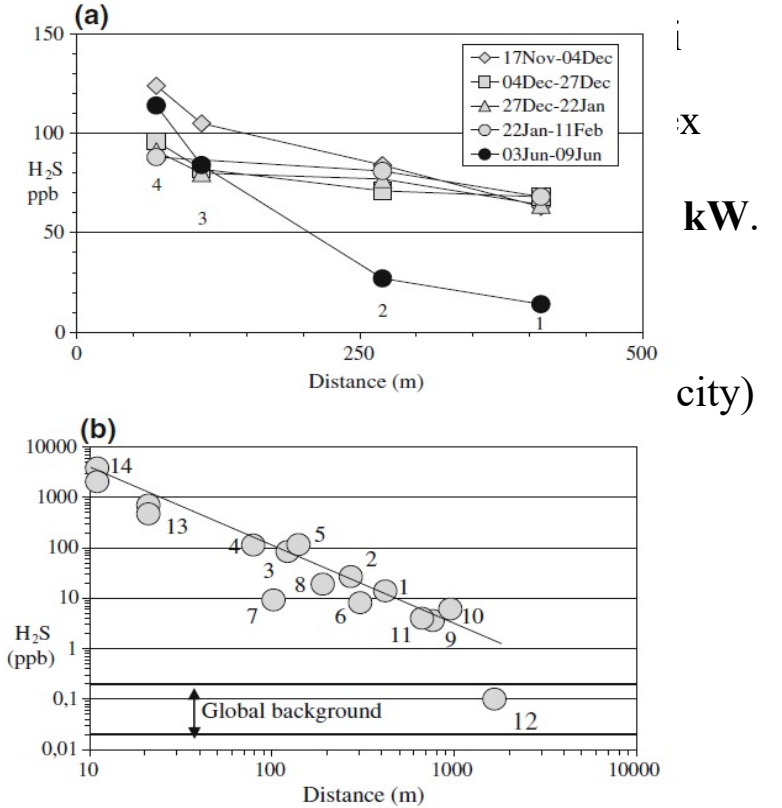 (a)
150
17Nov-04Dec
04Dec-27Dec
27Dec-22Jan
22Jan-11Feb
03Jun-09Jun
100
H₂S
ppb
4
3
50
2
1
0
0
250
500
Distance (m)
ex
kW.
city)
(b)
10000
14
1000
13
5
100
4
2
3
8
1
10
7
6
10
11
9
H₂S
(ppb)
1
0,1
Global background
12
0,01
10
100
1000
10000
Distance (m)